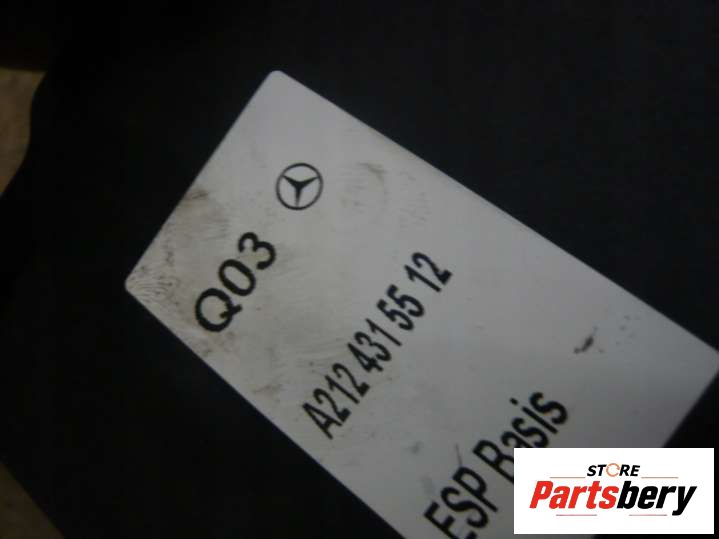 Q03
A212 431 55 12
ESP Basis
STORE
Partsbery